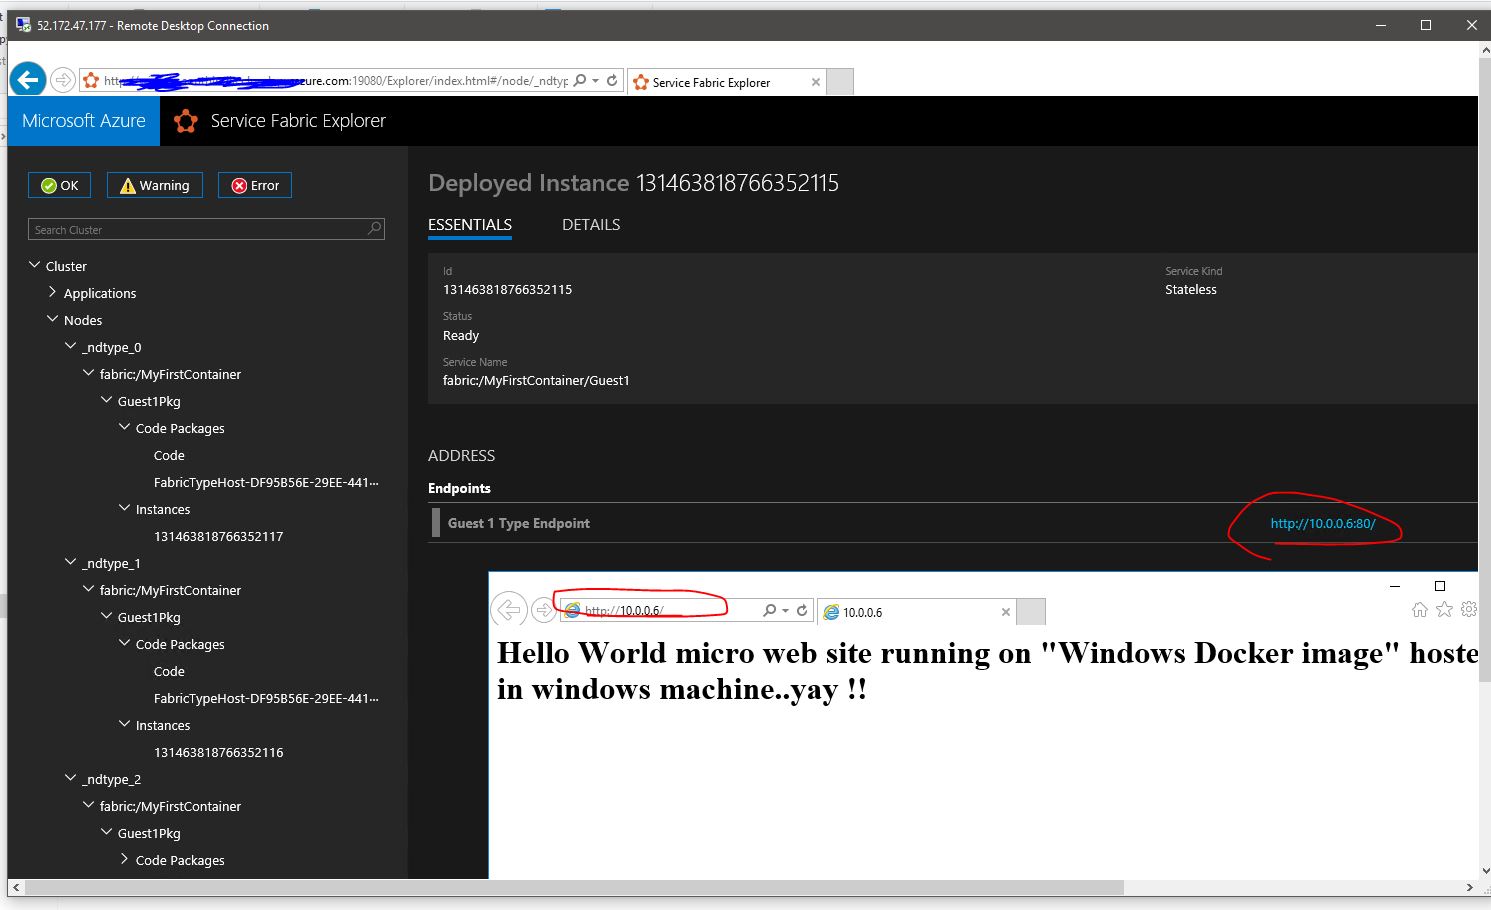 52.172.47.177 - Remote Desktop Connection
zure.com:19080/Explorer/index.html#/node/_ndtyp
Service Fabric Explorer
Microsoft Azure
Service Fabric Explorer
OK
Warning
Error
Search Cluster
Cluster
Applications
Nodes
_ndtype_0
fabric:/MyFirstContainer
Guest1Pkg
Code Packages
Code
FabricTypeHost-DF95B56E-29EE-441···
Instances
131463818766352117
_ndtype_1
fabric:/MyFirstContainer
Guest1Pkg
Code Packages
Code
FabricTypeHost-DF95B56E-29EE-441···
Instances
131463818766352116
_ndtype_2
fabric:/MyFirstContainer
Guest1Pkg
Code Packages
Deployed Instance 131463818766352115
ESSENTIALS
DETAILS
Id
131463818766352115
Service Kind
Stateless
Status
Ready
Service Name
fabric:/MyFirstContainer/Guest1
ADDRESS
Endpoints
Guest 1 Type Endpoint
http://10.0.0.6:80/
http://10.0.0.6/
10.0.0.6
Hello World micro web site running on "Windows Docker image" hoste
in windows machine..yay !!